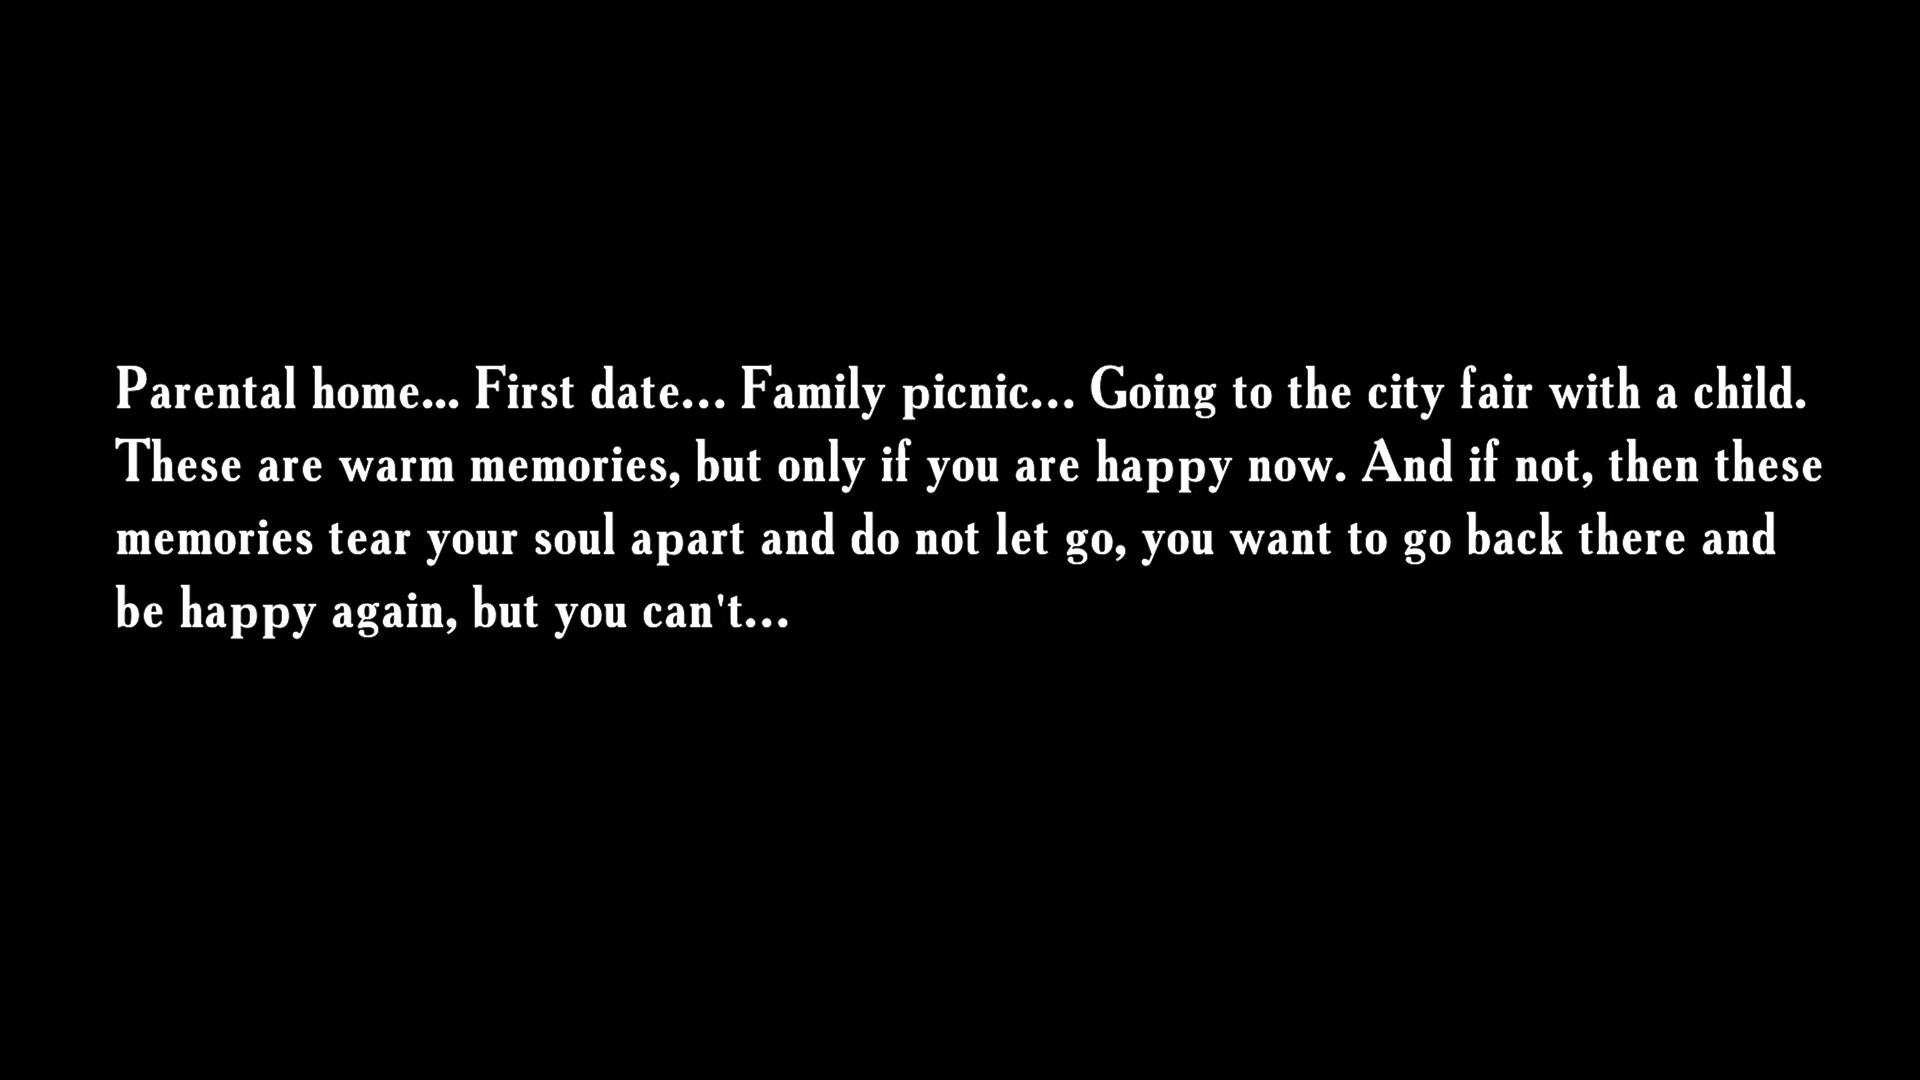 Parental home... First date... Family picnic... Going to the city fair with a child.
These are warm memories, but only if you are happy now. And if not, then these
memories tear your soul apart and do not let go, you want to go back there and
be happy again, but you can't...